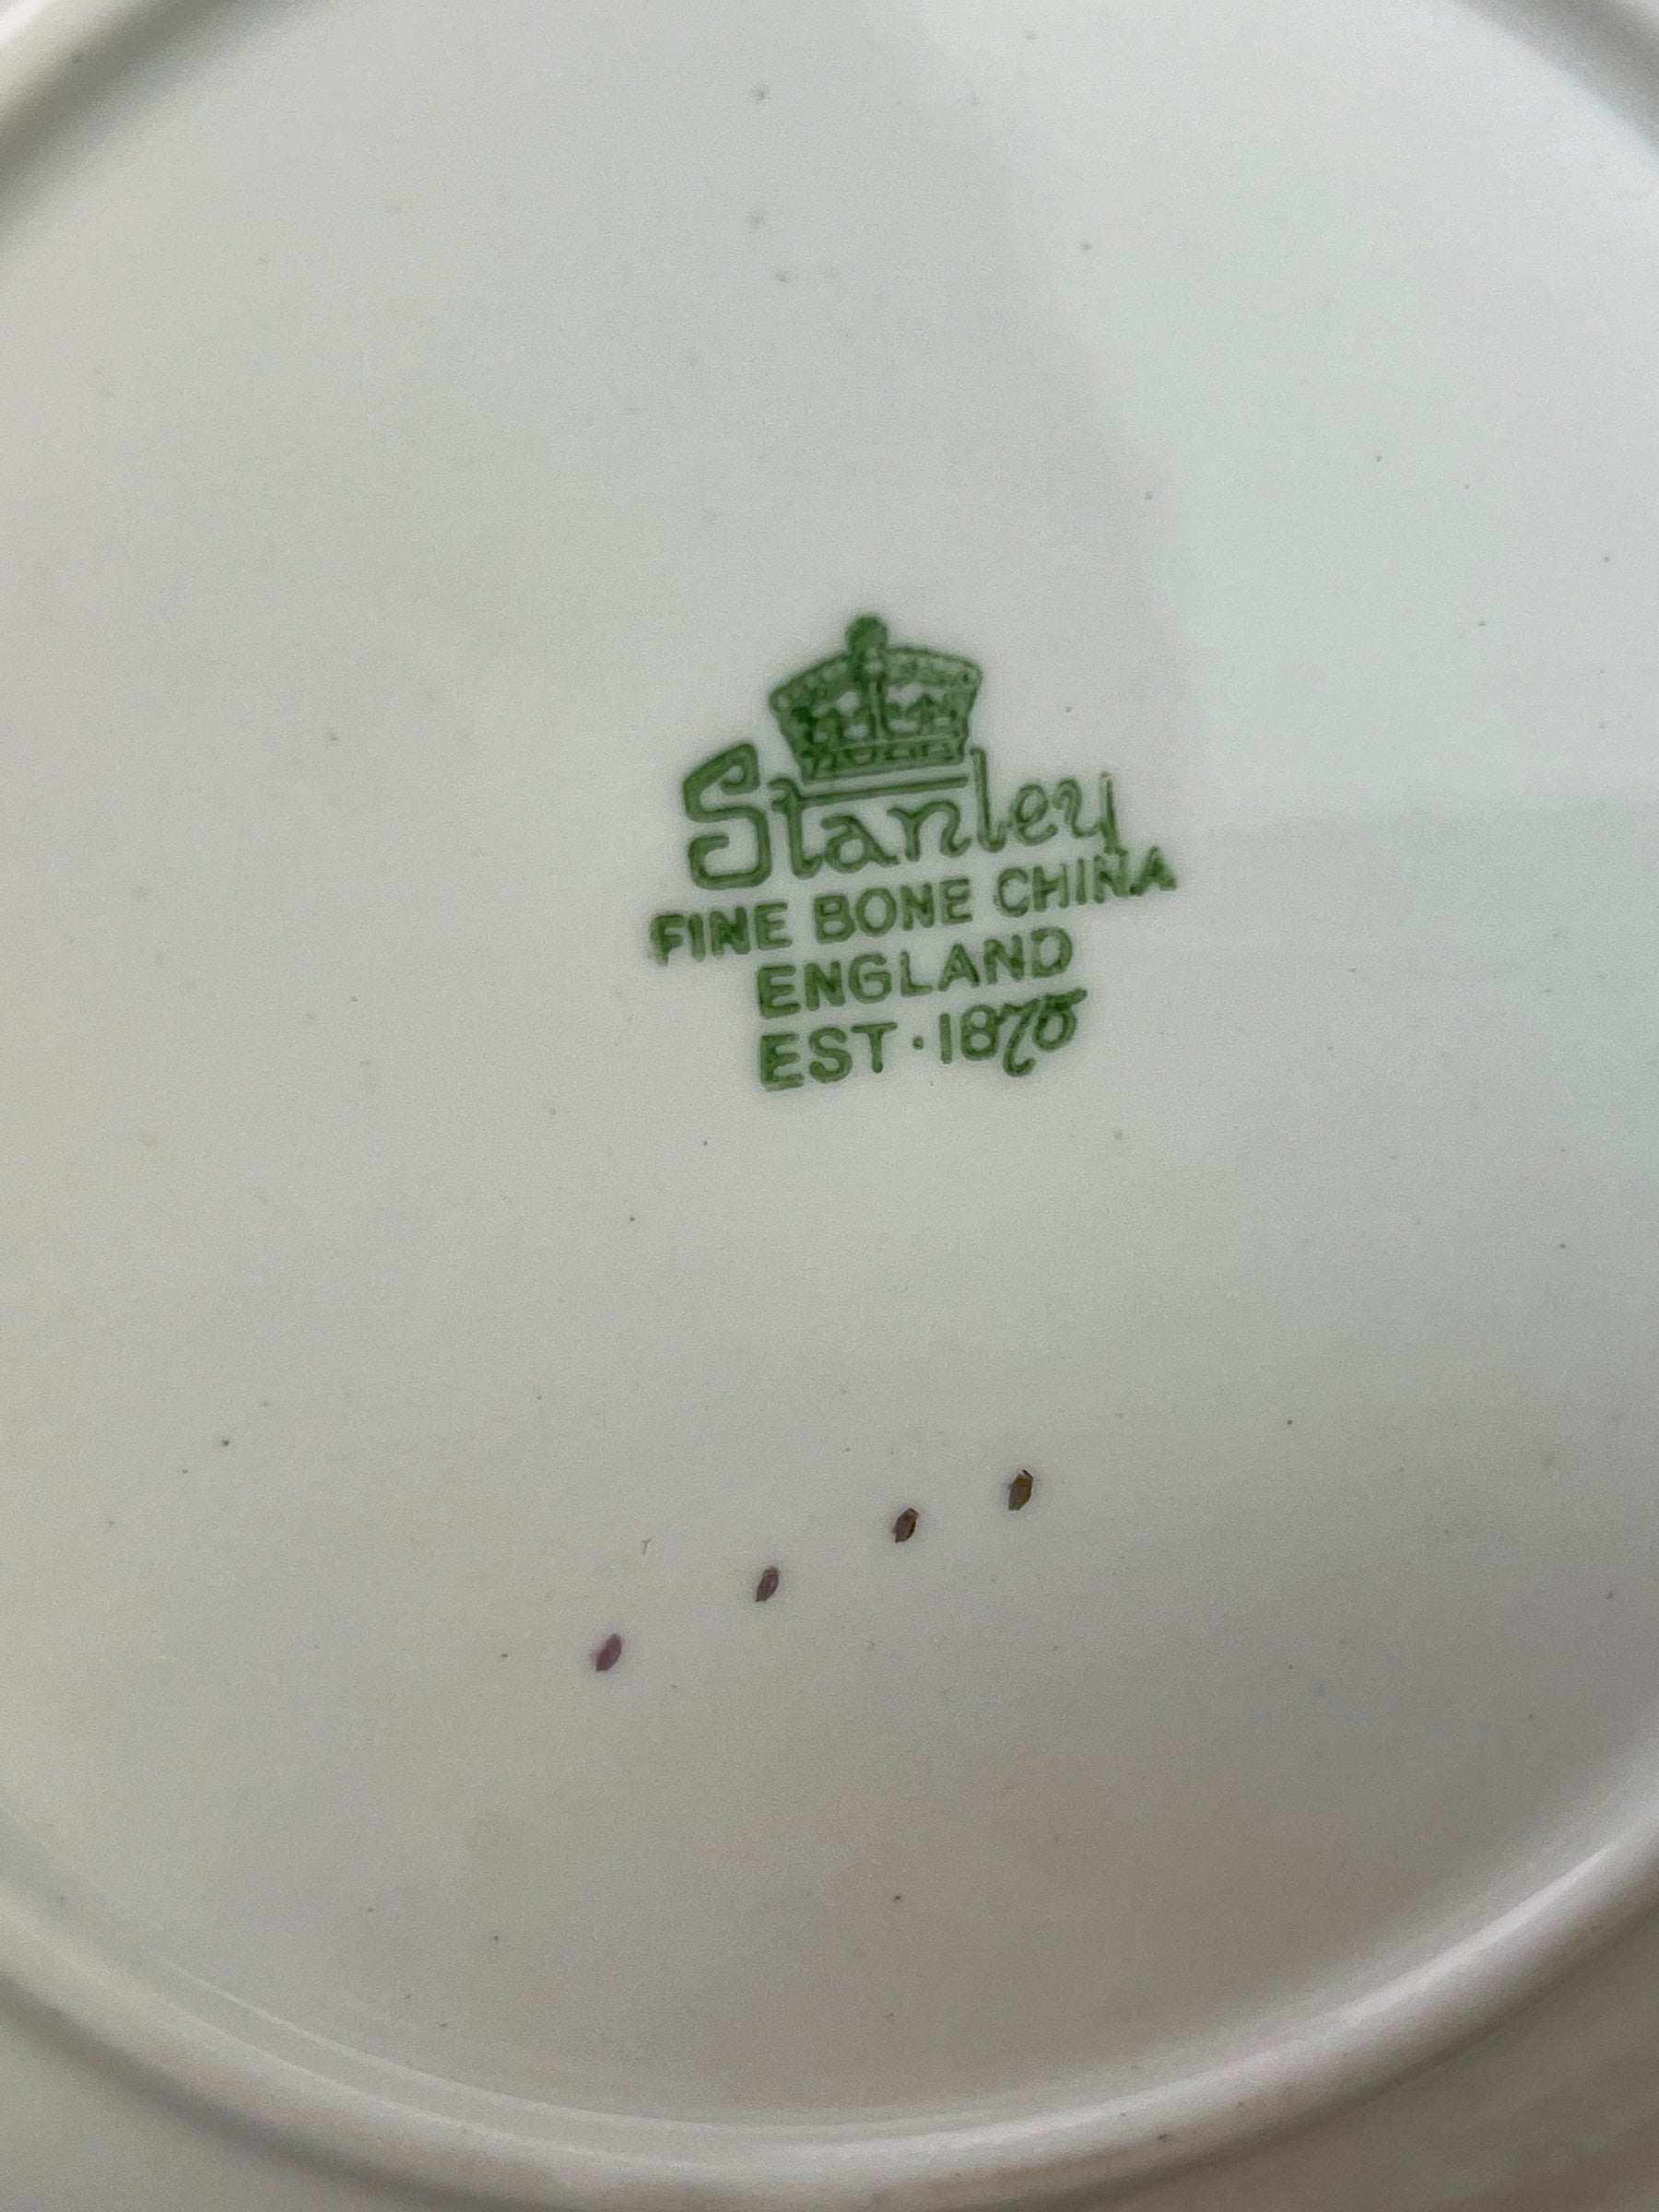 Stanley
FINE BONE CHINA
ENGLAND
EST·1875